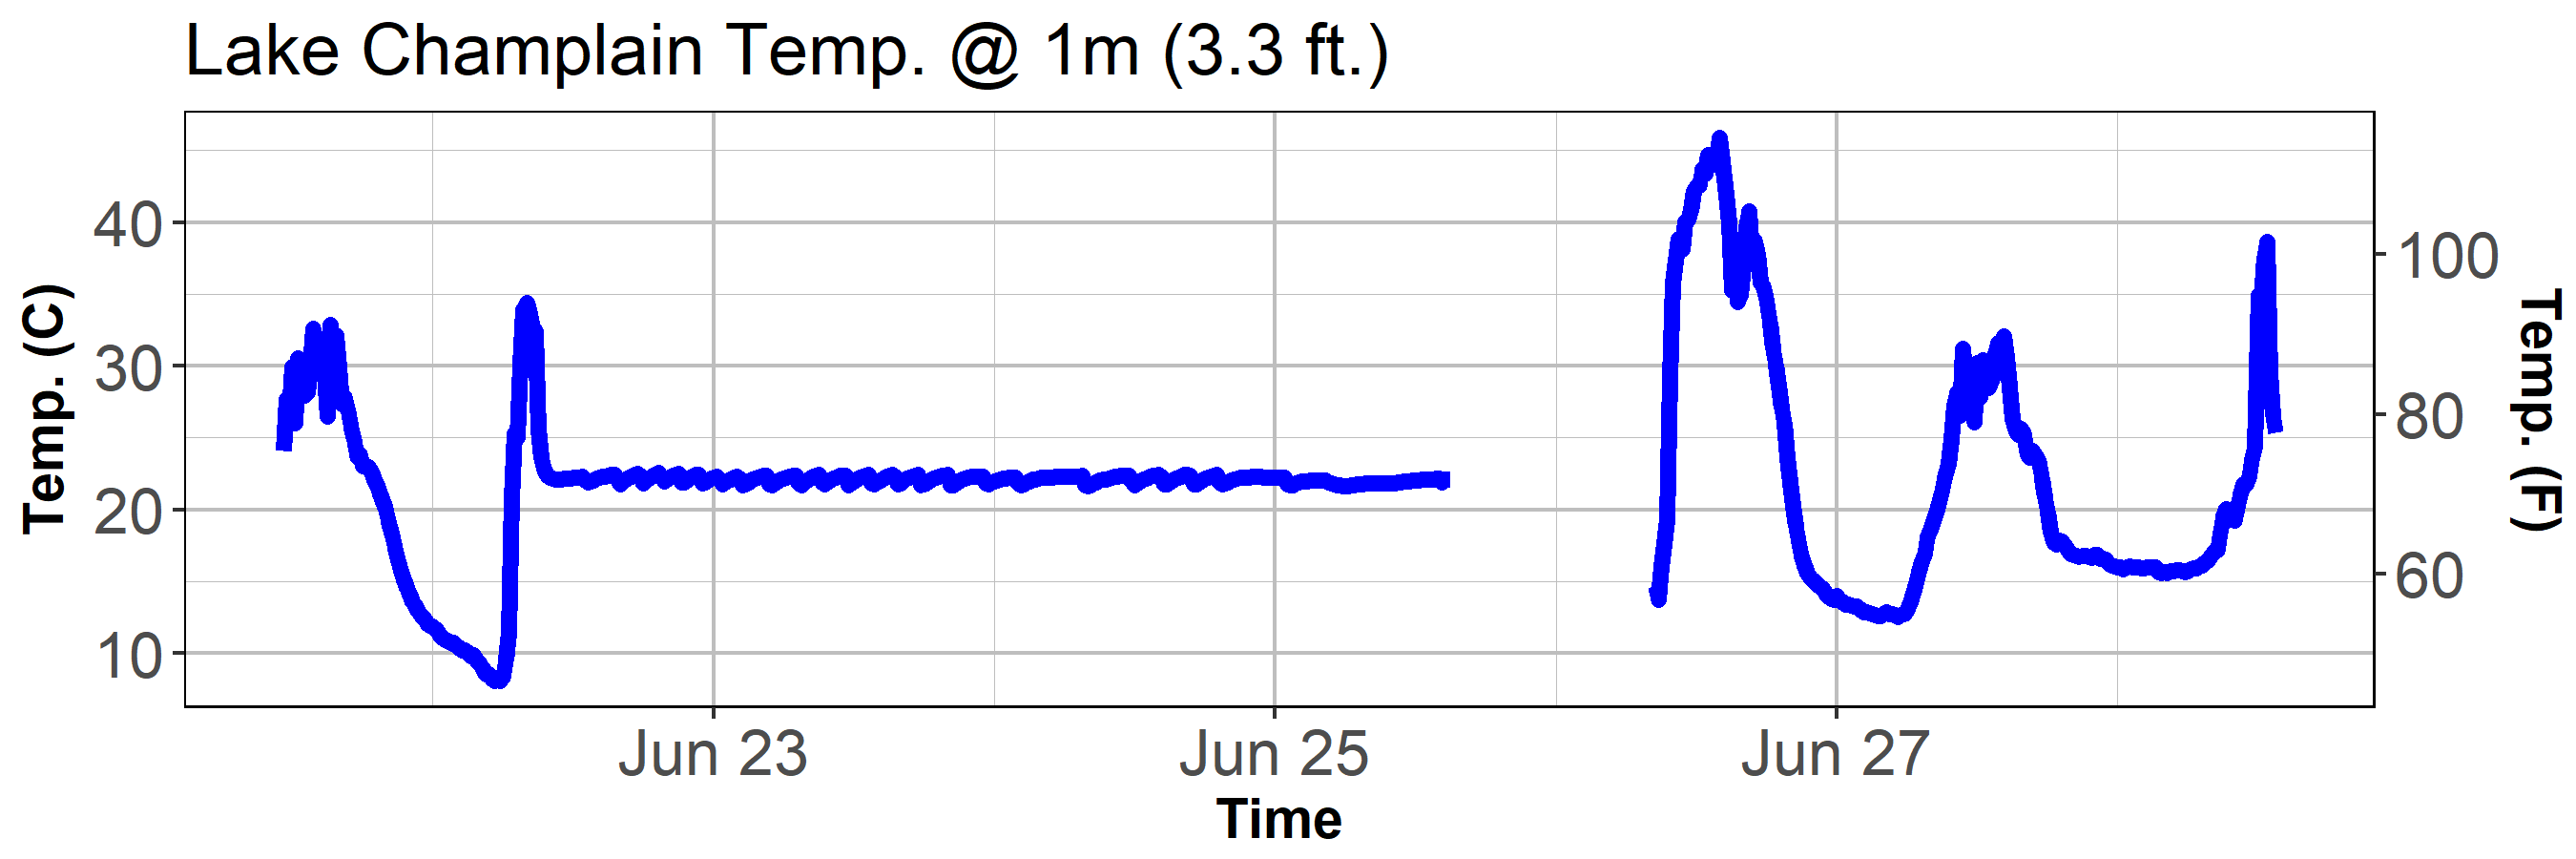 Lake Champlain Temp. @ 1m (3.3 ft.)
Temp. (C)
40
30
20
10
100
80
60
Temp. (F)
Jun 23
Jun 25
Jun 27
Time